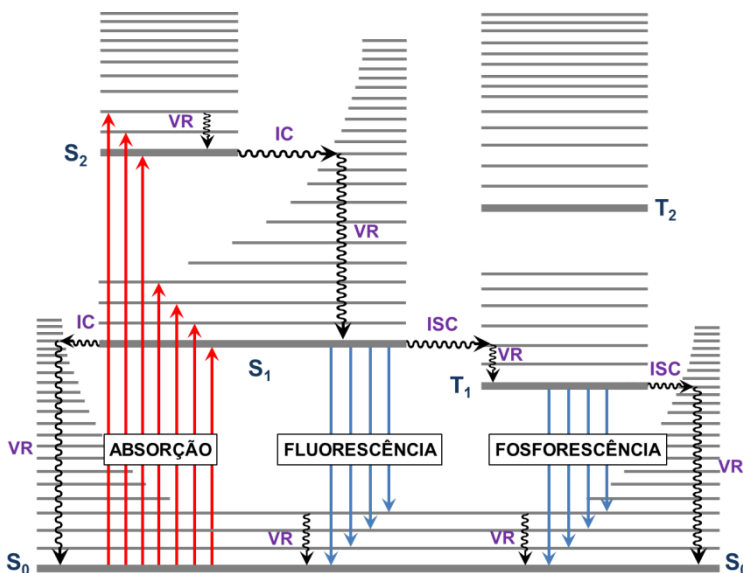 VR
IC
S2
T2
VR
IC
ISC
VR
S1
T1
ISC
VR
ABSORÇÃO
FLUORESCÊNCIA
FOSFORESCÊNCIA
VR
VR
VR
S0
S0